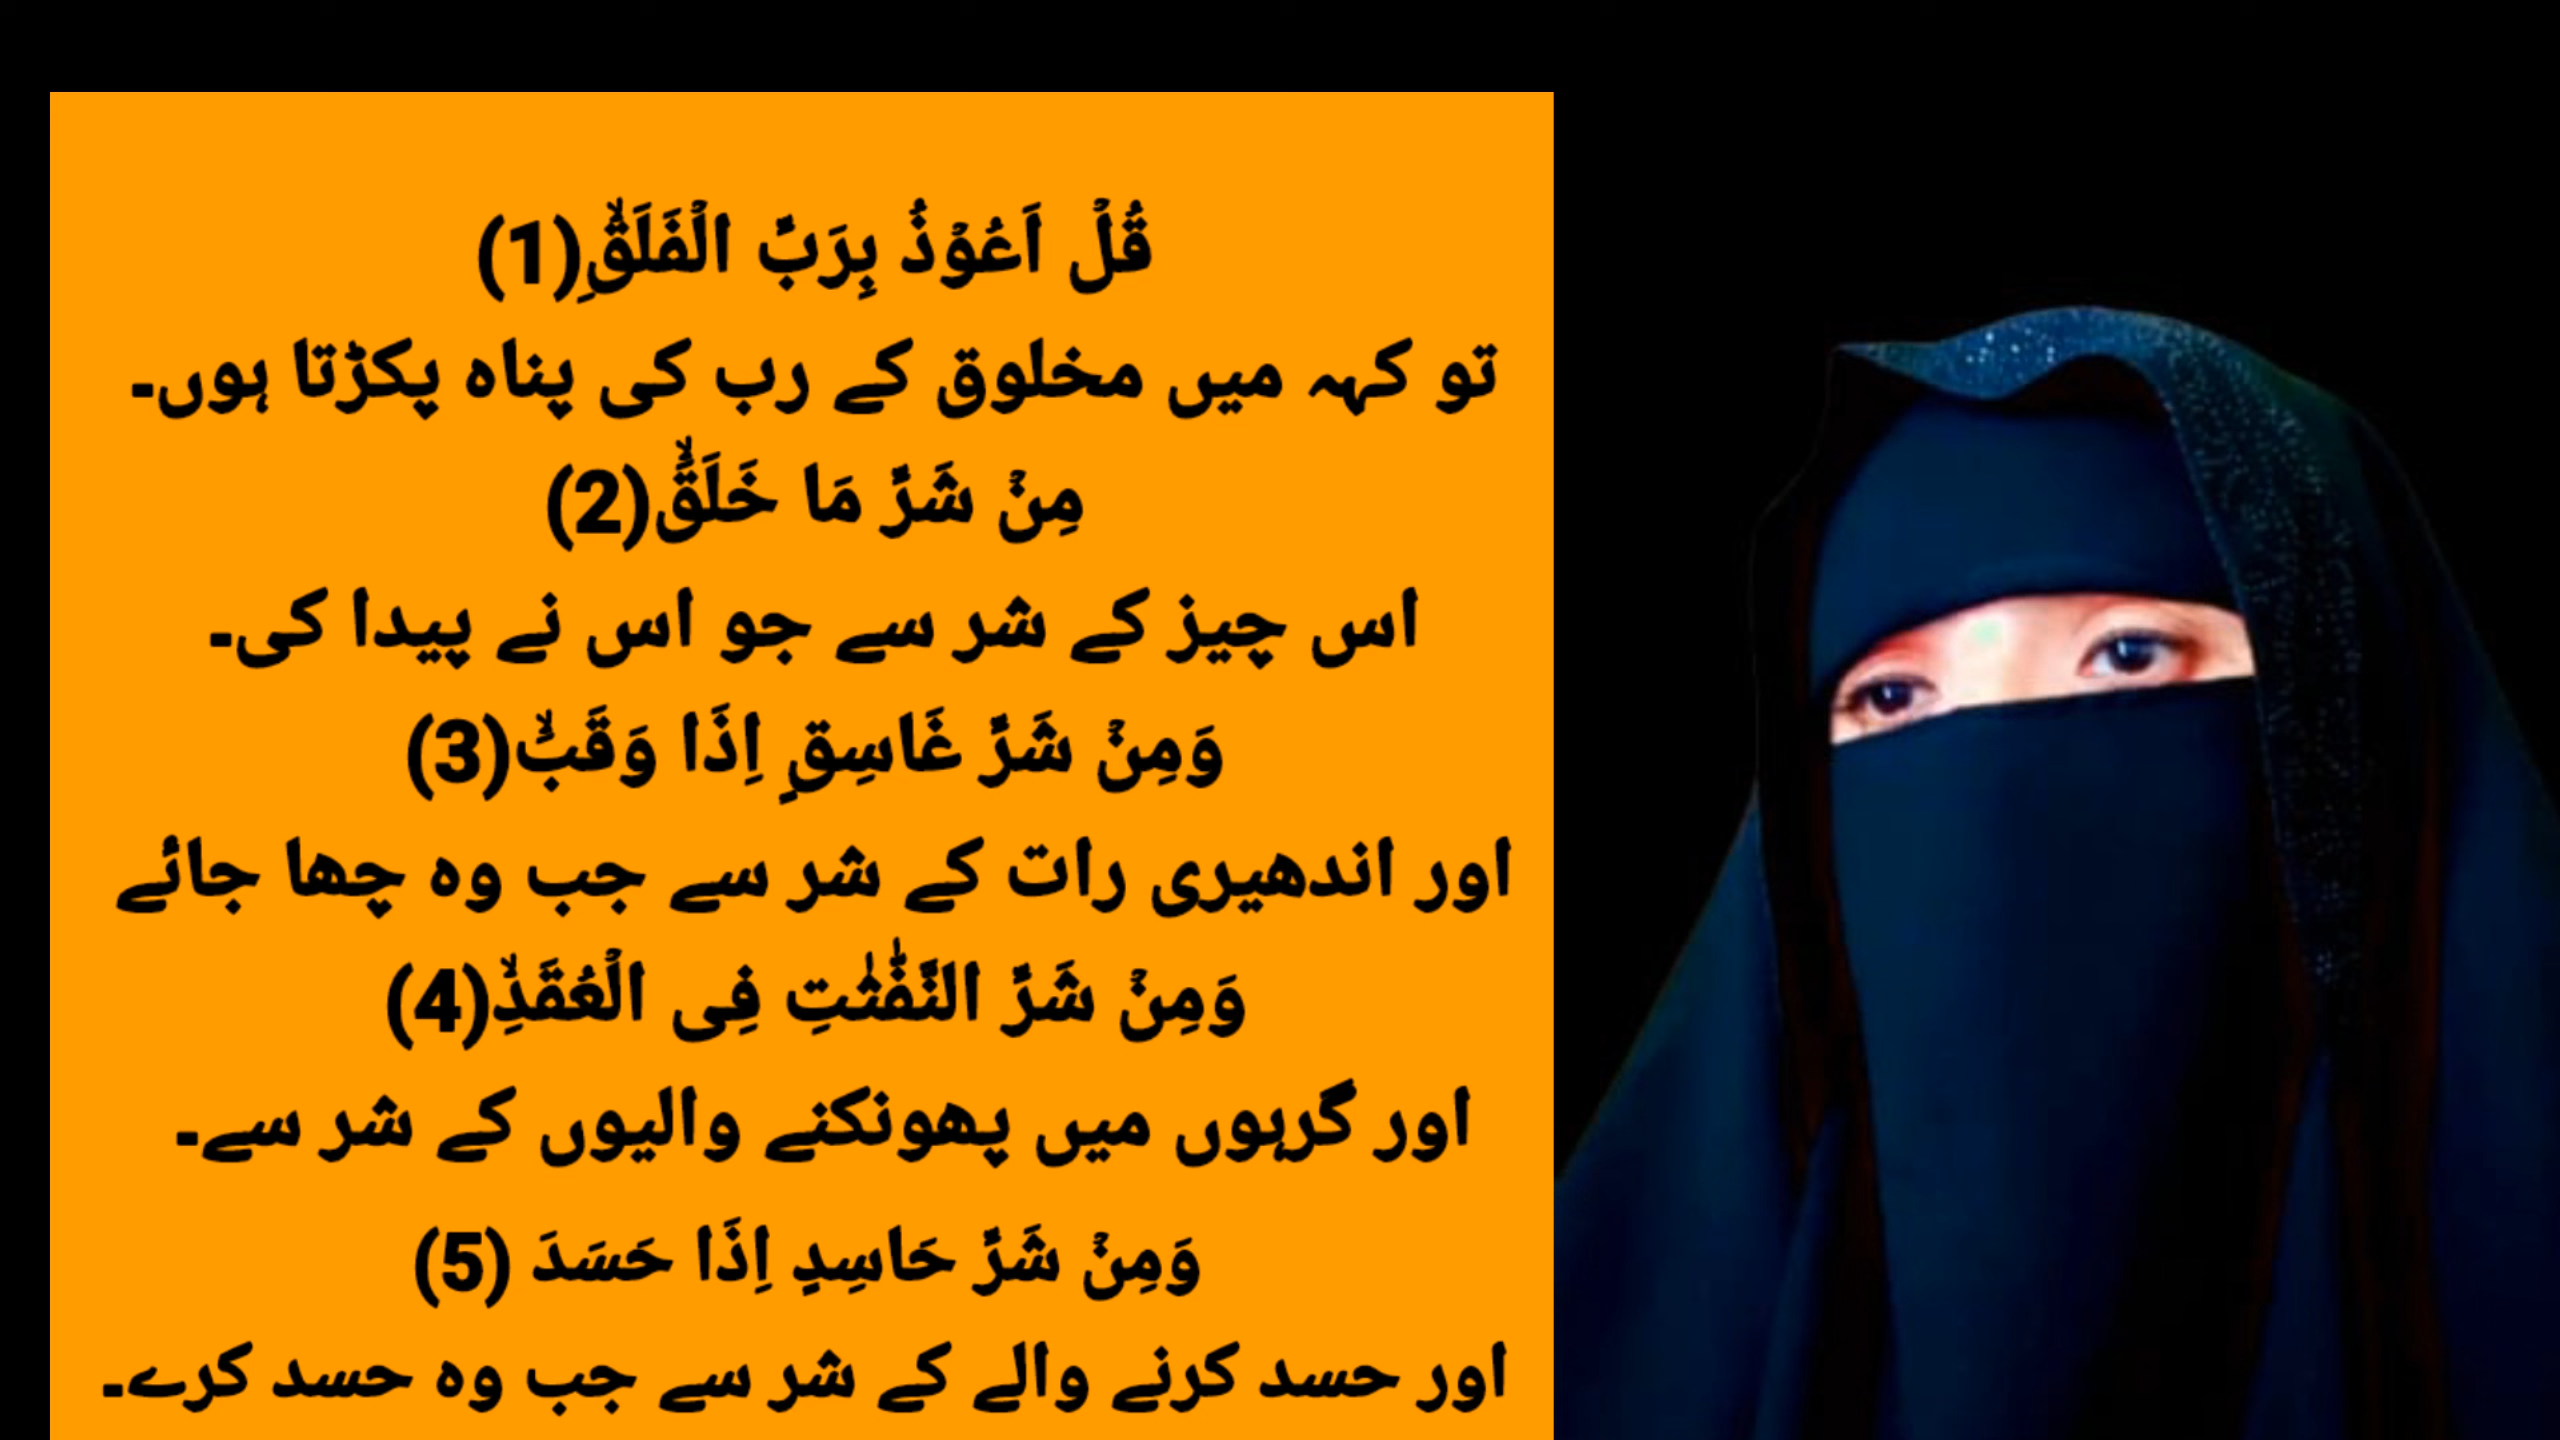 قُلۡ اَعُوۡذُ بِرَبِّ الۡفَلَقِۙ(1)
تو کہہ میں مخلوق کے رب کی پناہ پکڑتا ہوں۔
مِنۡ شَرِّ مَا خَلَقَۙ(2)
اس چیز کے شر سے جو اس نے پیدا کی۔
وَمِنۡ شَرِّ غَاسِقٍ اِذَا وَقَبَۙ(3)
اور اندھیری رات کے شر سے جب وہ چھا جائے
وَمِنۡ شَرِّ النَّفّٰثٰتِ فِى الۡعُقَدِۙ(4)
اور گرہوں میں پھونکنے والیوں کے شر سے۔
وَمِنۡ شَرِّ حَاسِدٍ اِذَا حَسَدَ (5)
اور حسد کرنے والے کے شر سے جب وہ حسد کرے۔